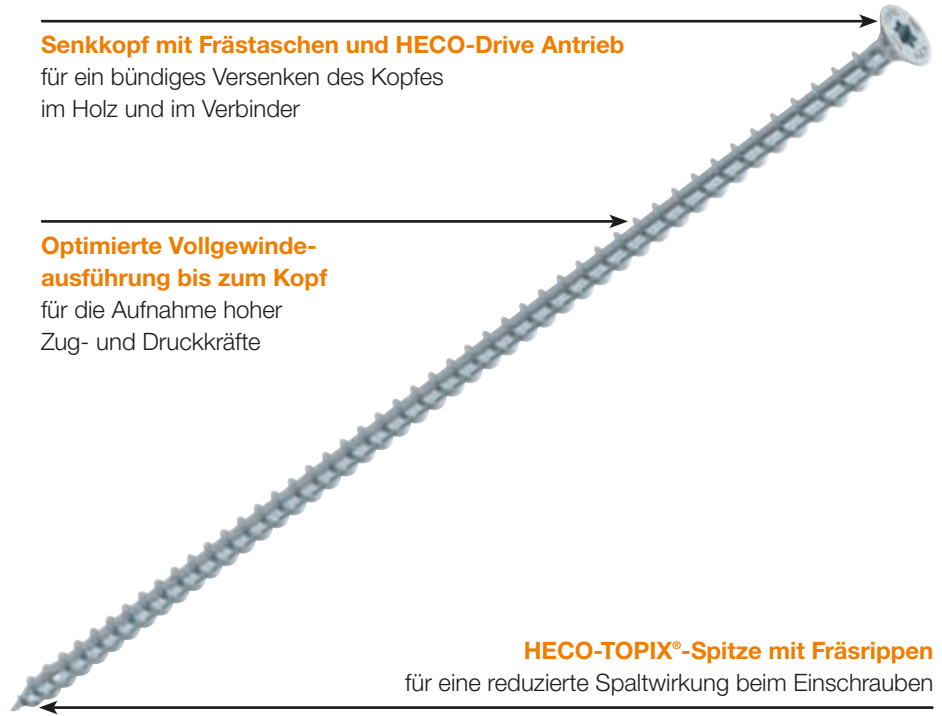 Senkkopf mit Frästaschen und HECO-Drive Antrieb
für ein bündiges Versenken des Kopfes
im Holz und im Verbinder
Optimierte Vollgewinde-
ausführung bis zum Kopf
für die Aufnahme hoher
Zug- und Druckkräfte
HECO-TOPIX®-Spitze mit Fräsrippen
für eine reduzierte Spaltwirkung beim Einschrauben